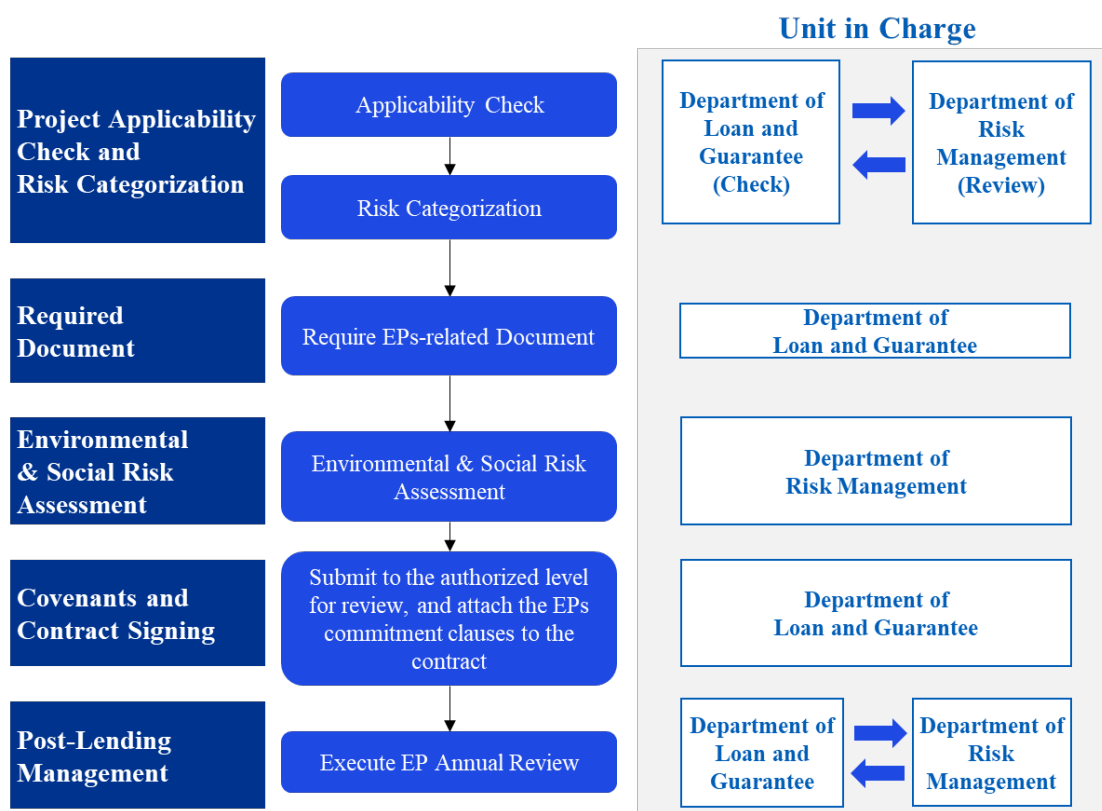 Unit in Charge
Project Applicability
Check and
Risk Categorization
Applicability Check
Risk Categorization
Department of
Loan and
Guarantee
(Check)
Department of
Risk
Management
(Review)
Required
Document
Require EPs-related Document
Department of
Loan and Guarantee
Environmental
& Social Risk
Assessment
Environmental & Social Risk
Assessment
Department of
Risk Management
Covenants and
Contract Signing
Submit to the authorized level
for review, and attach the EPs
commitment clauses to the
contract
Department of
Loan and Guarantee
Post-Lending
Management
Execute EP Annual Review
Department of
Loan and
Guarantee
Department of
Risk
Management